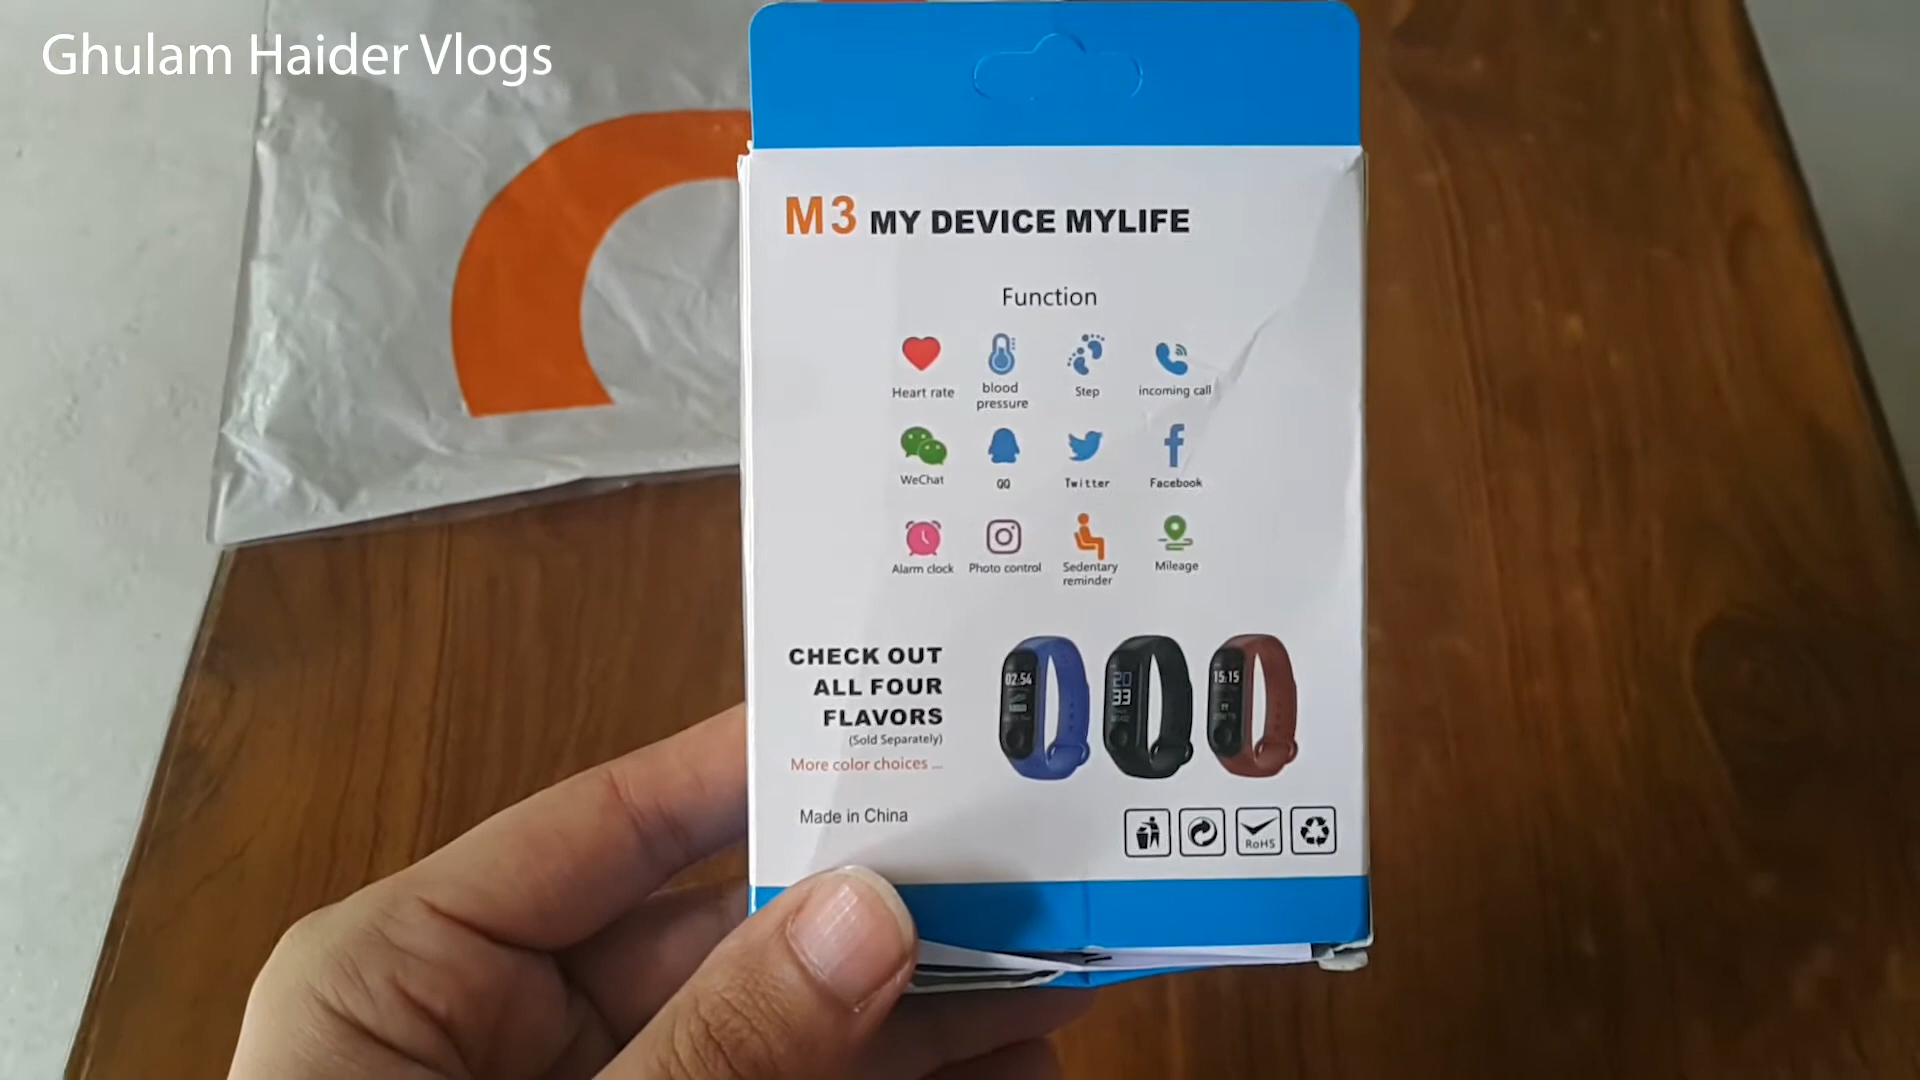 Ghulam Haider Vlogs
M3 MY DEVICE MYLIFE
Function
Heart rate
blood
pressure
Step
incoming call
WeChat
QQ
Twitter
Facebook
Alarm clock
Photo control
Sedentary
reminder
Mileage
CHECK OUT
ALL FOUR
FLAVORS
(Sold Separately)
More color choices ...
02:54
20
33
15:15
Made in China
RoHS